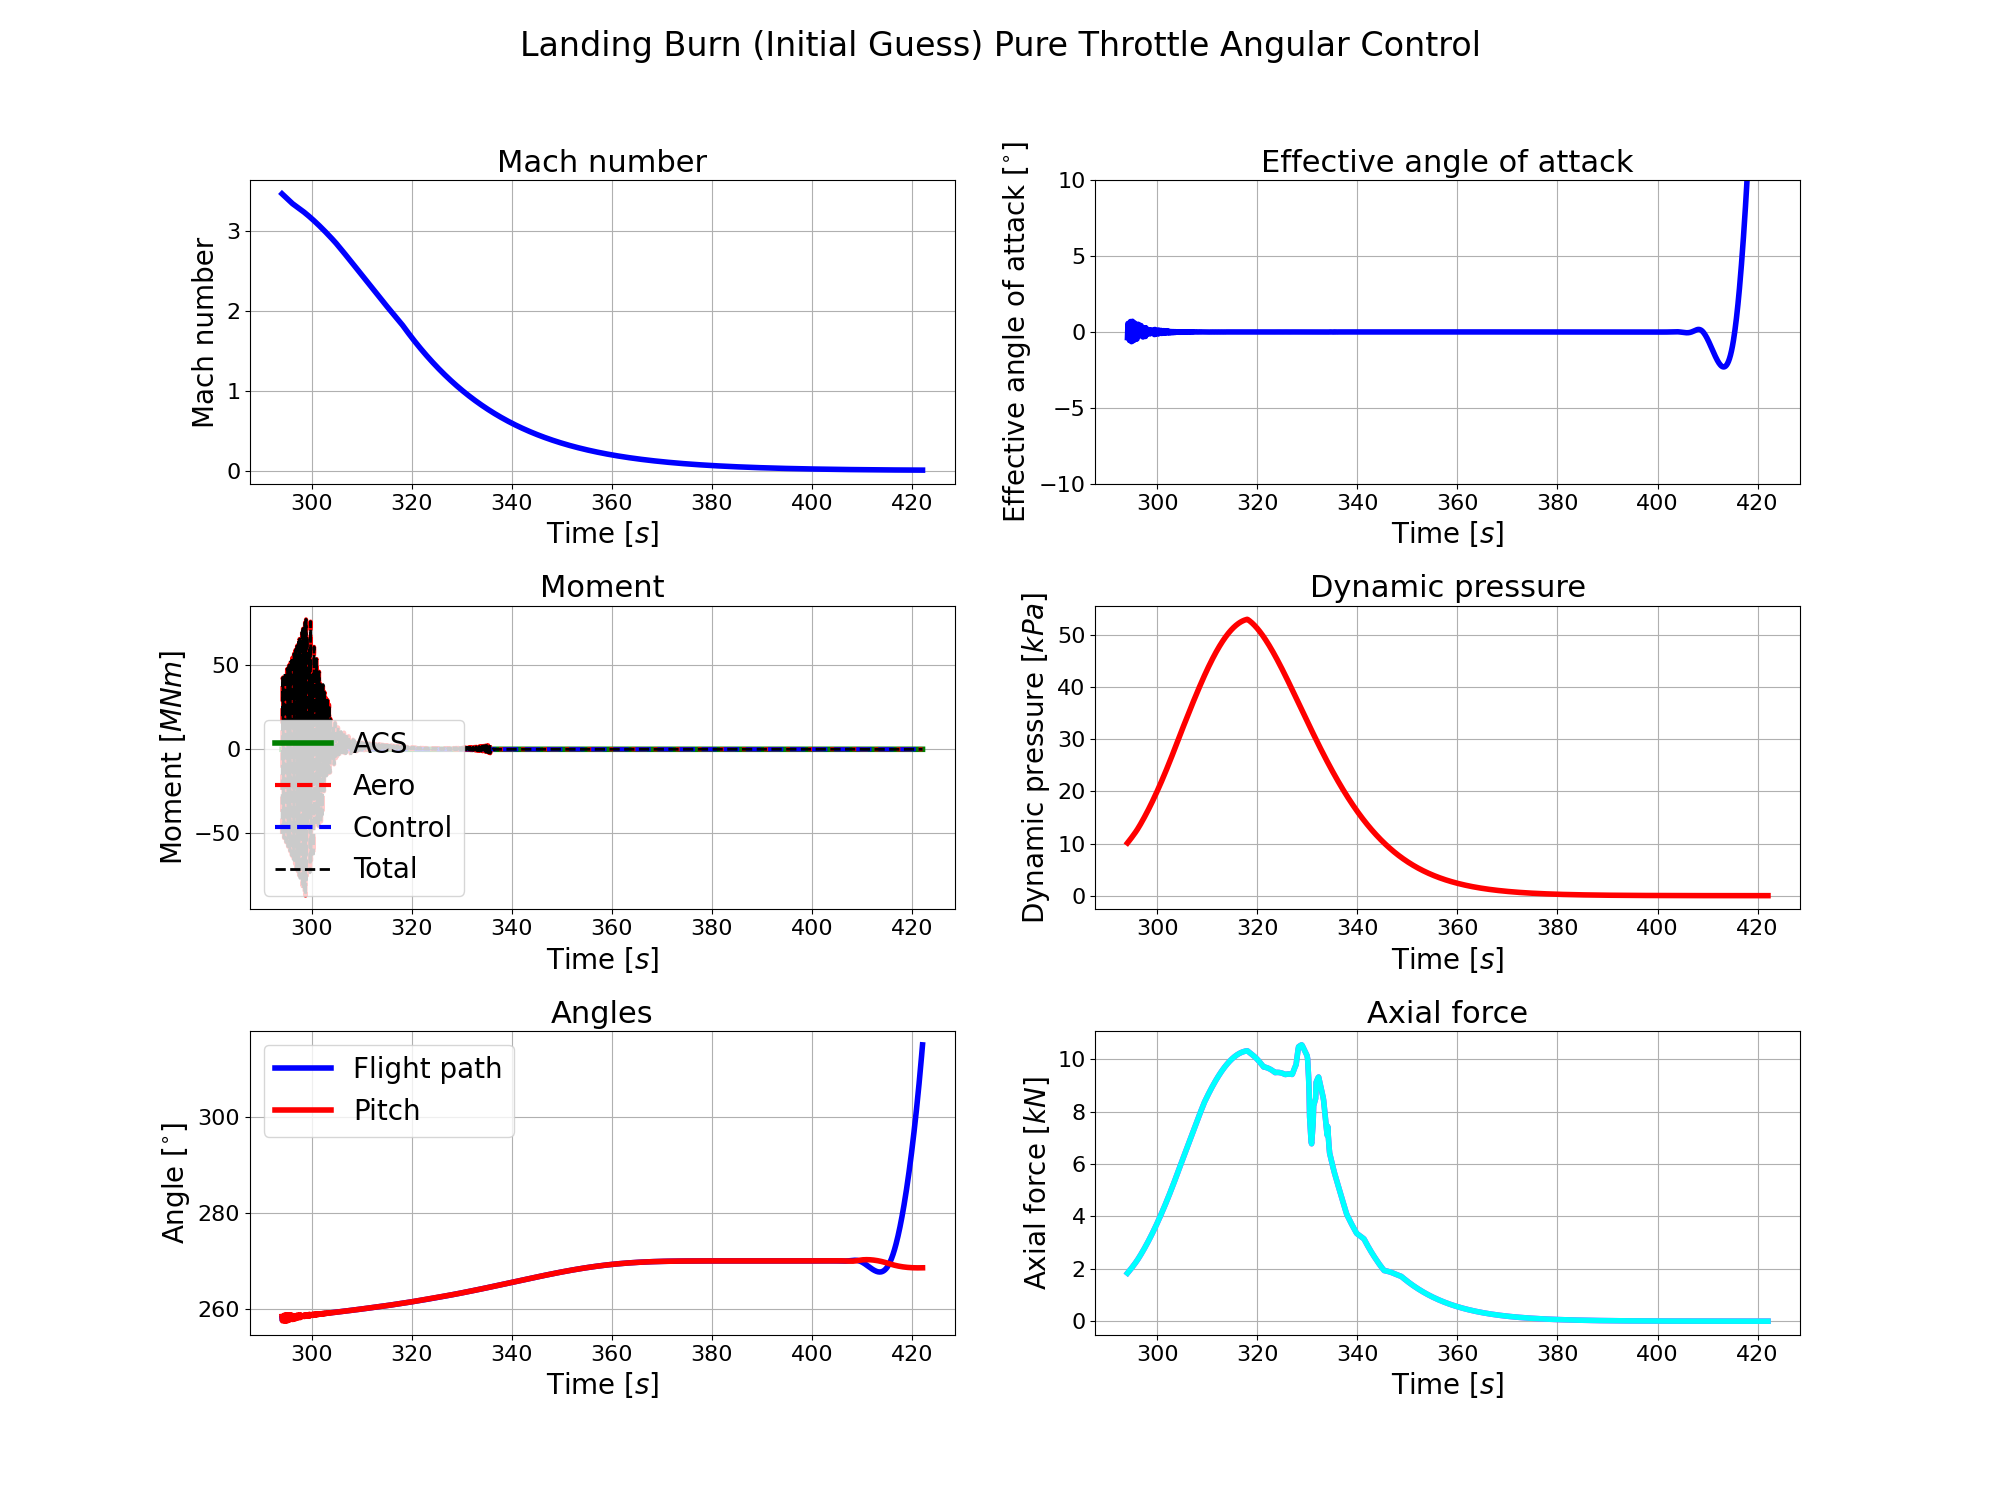 Landing Burn (Initial Guess) Pure Throttle Angular Control
Mach number
Mach number
3
2
1
0
300 320 340 360 380 400 420
Time [s]
Effective angle of attack
Effective angle of attack [°]
10
5
0
−5
−10
300 320 340 360 380 400 420
Time [s]
Moment
Moment [MNm]
50
0
−50
ACS
Aero
Control
Total
300 320 340 360 380 400 420
Time [s]
Dynamic pressure
Dynamic pressure [kPa]
50
40
30
20
10
0
300 320 340 360 380 400 420
Time [s]
Angles
Angle [°]
300
280
260
Flight path
Pitch
300 320 340 360 380 400 420
Time [s]
Axial force
Axial force [kN]
10
8
6
4
2
0
300 320 340 360 380 400 420
Time [s]